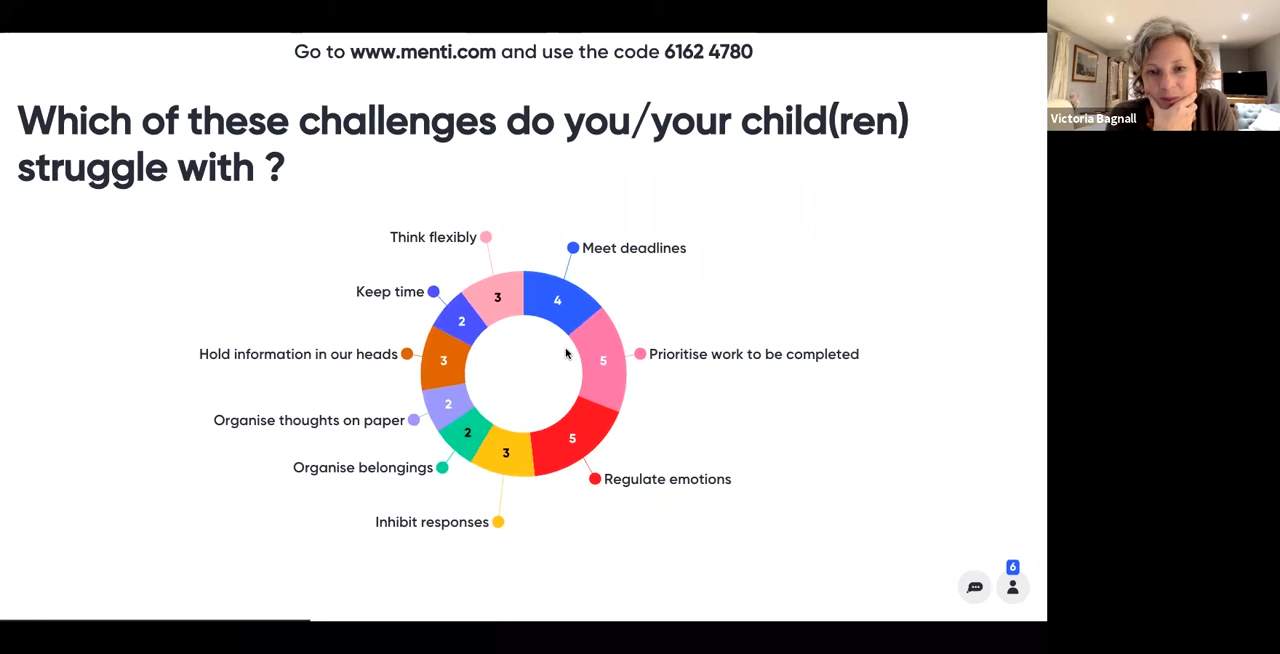 Go to www.menti.com and use the code 6162 4780
Victoria Bagnall
Which of these challenges do you/your child(ren)
struggle with ?
Think flexibly
Meet deadlines
Keep time
3
4
2
Hold information in our heads
3
5
Prioritise work to be completed
2
Organise thoughts on paper
2
5
3
Organise belongings
Regulate emotions
Inhibit responses
6